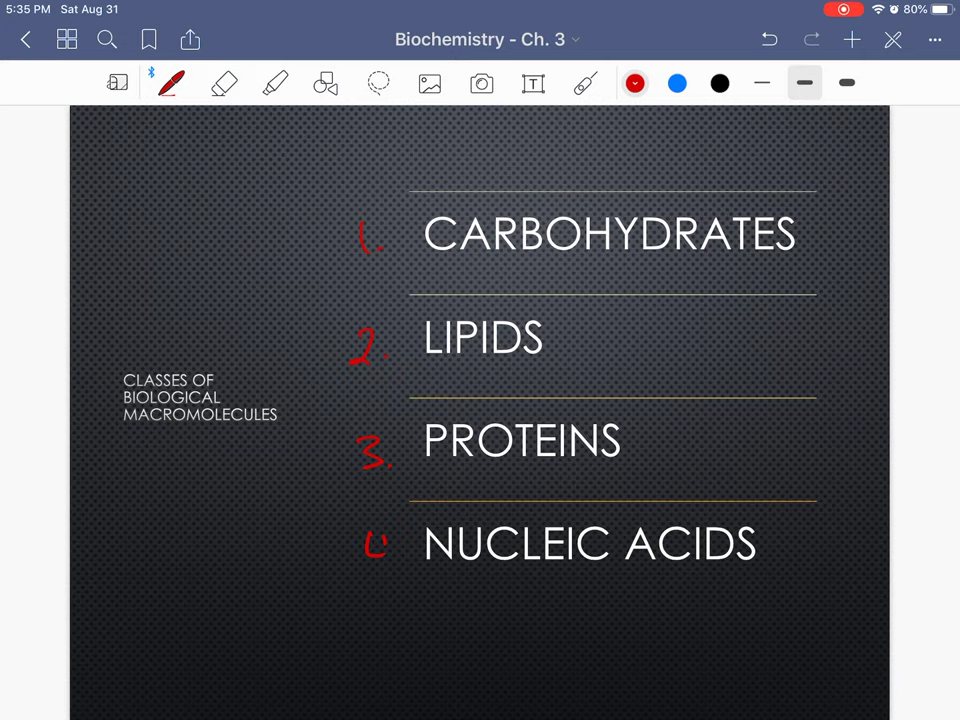 5:35 PM Sat Aug 31
80%
Biochemistry - Ch. 3
T
1. CARBOHYDRATES
2. LIPIDS
CLASSES OF
BIOLOGICAL
MACROMOLECULES
3. PROTEINS
NUCLEIC ACIDS